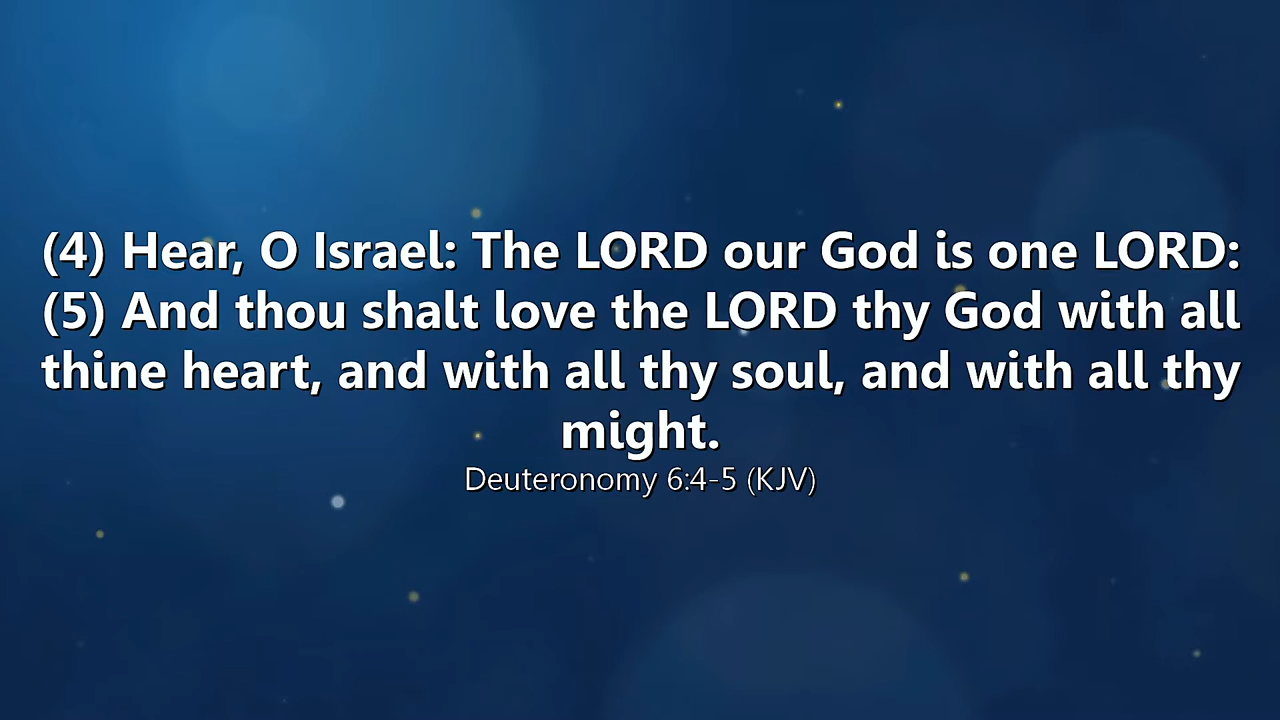 (4) Hear, O Israel: The LORD our God is one LORD:
(5) And thou shalt love the LORD thy God with all
thine heart, and with all thy soul, and with all thy
might.
Deuteronomy 6:4-5 (KJV)